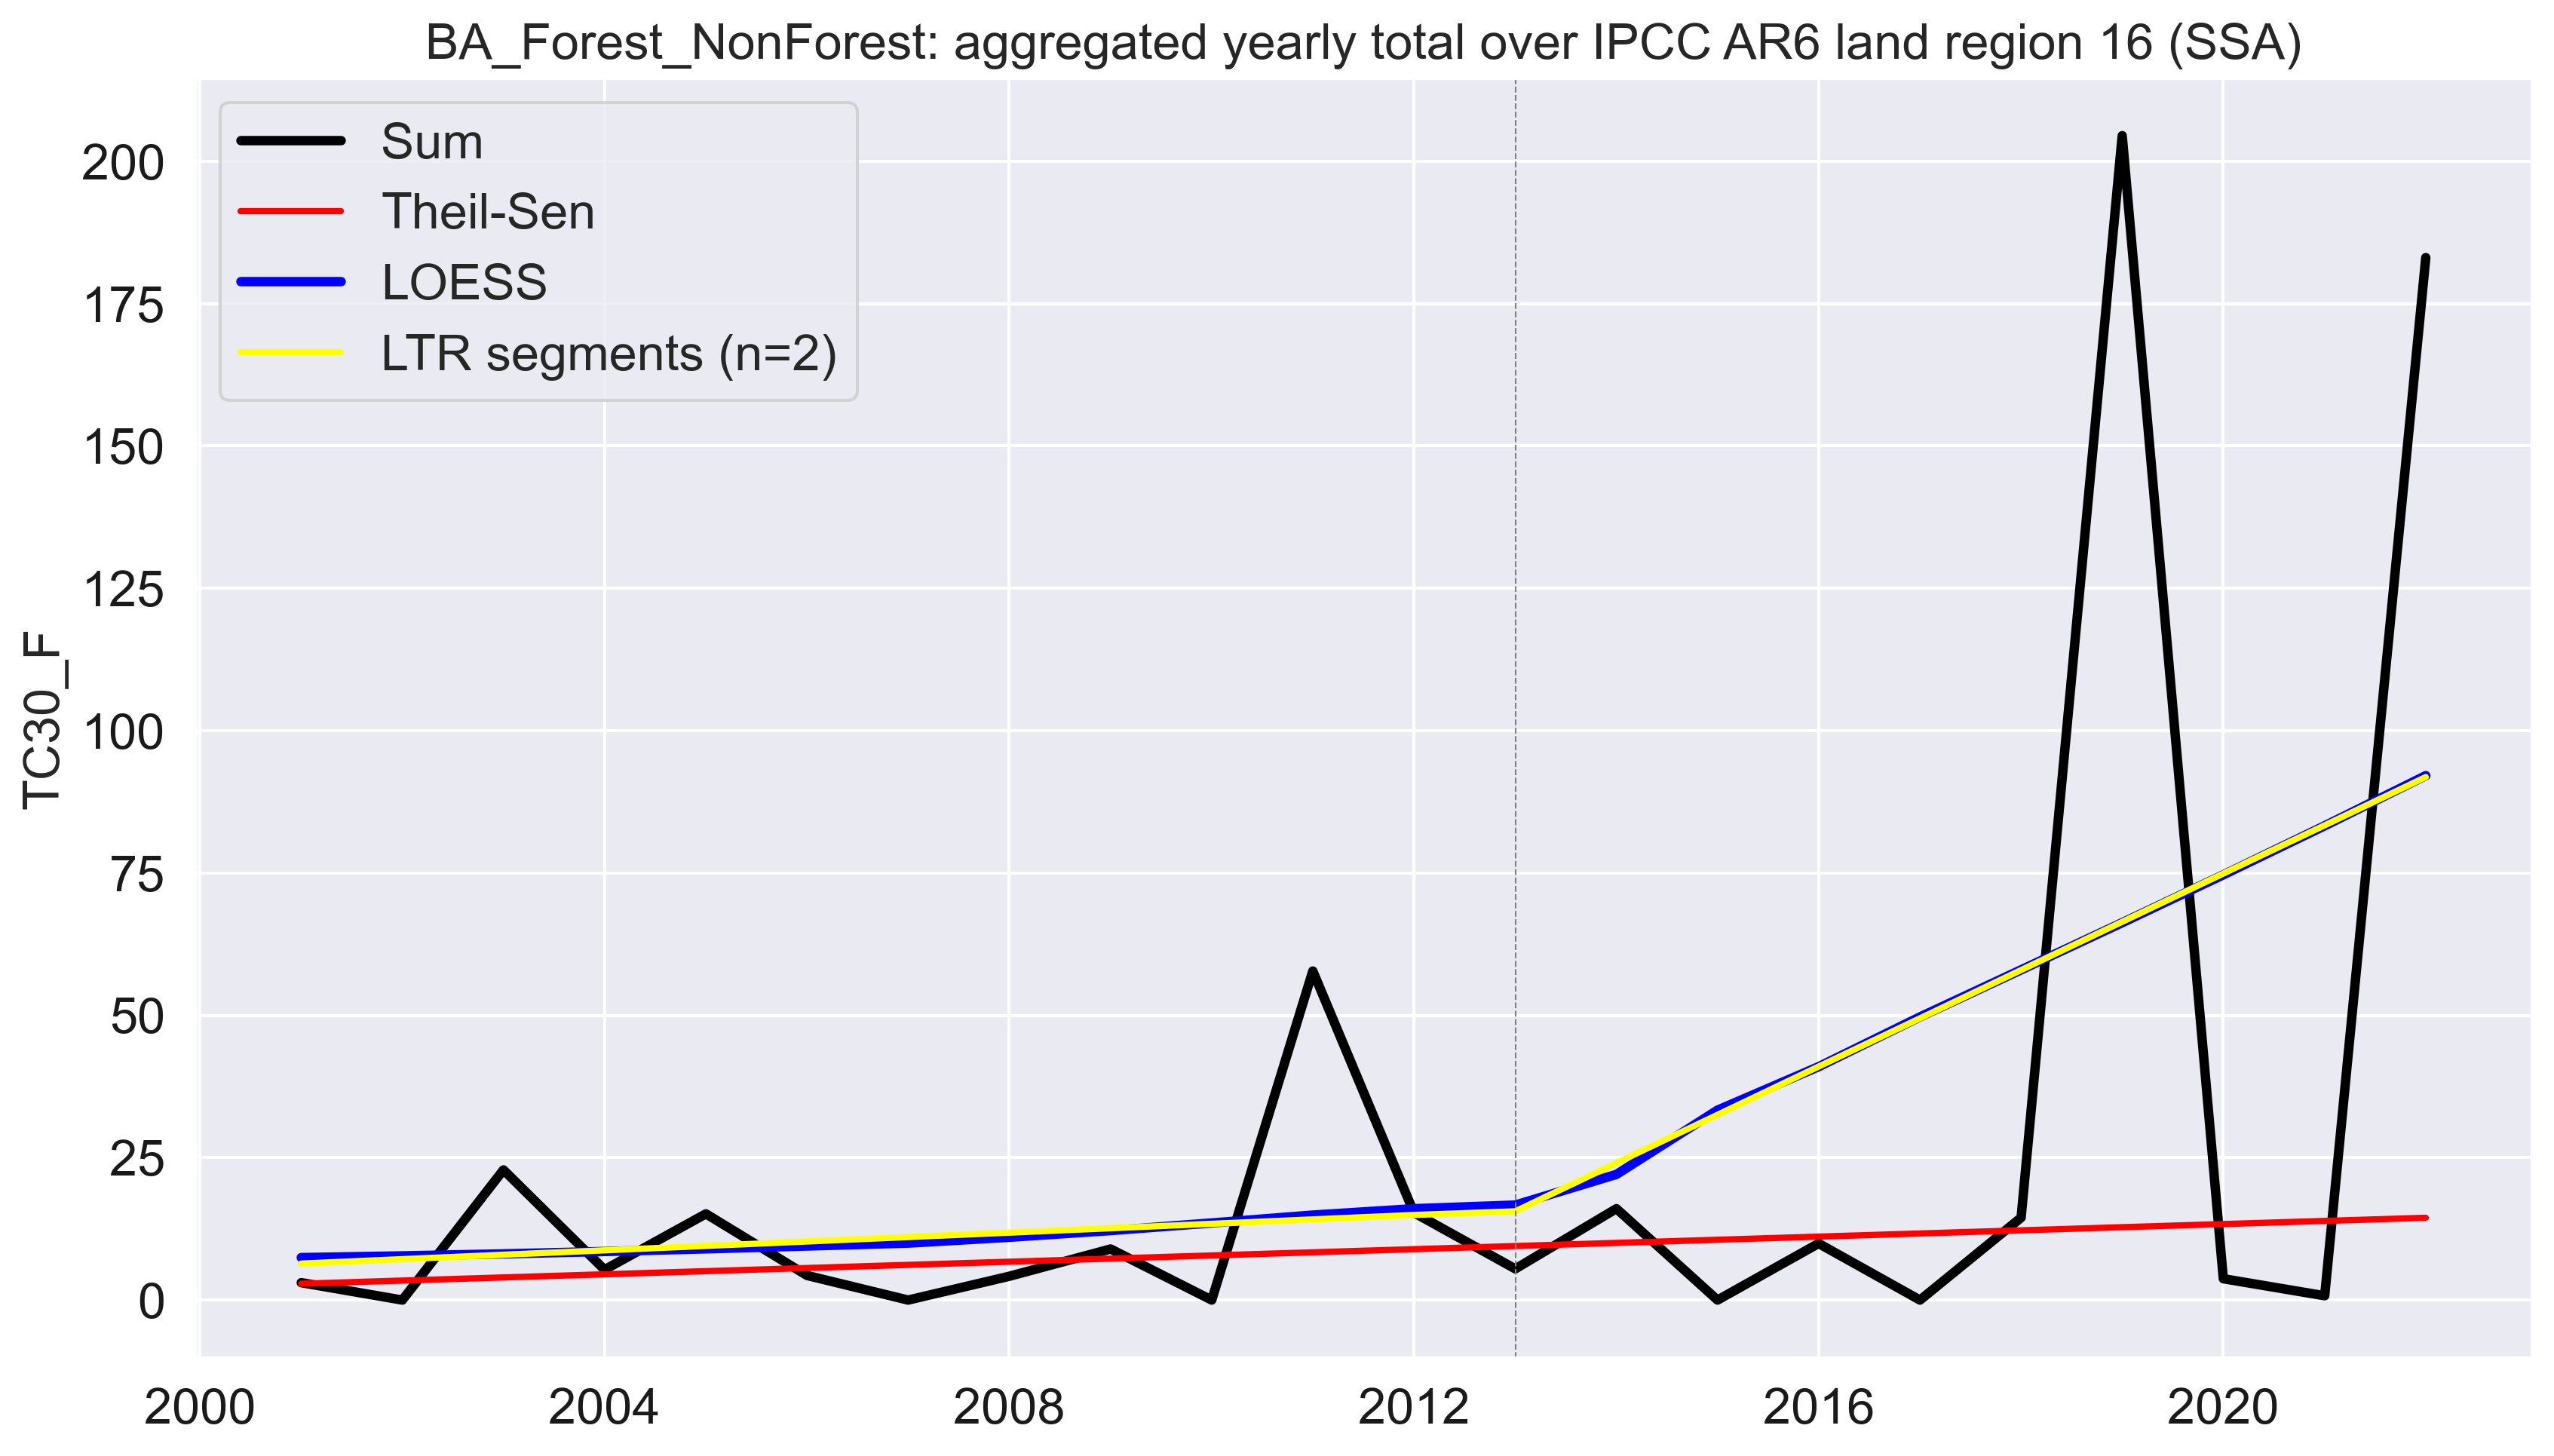 BA_Forest_NonForest: aggregated yearly total over IPCC AR6 land region 16 (SSA)
Sum
Theil-Sen
LOESS
LTR segments (n=2)
TC30_F
200
175
150
125
100
75
50
25
0
2000 2004 2008 2012 2016 2020